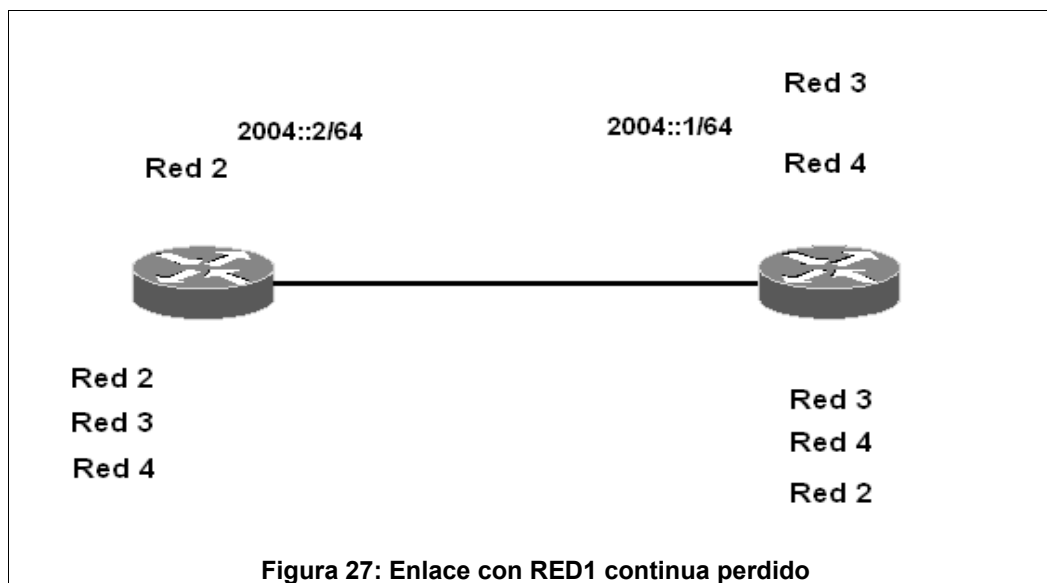 Red 3
2004::2/64
2004::1/64
Red 2
Red 4
Red 2
Red 3
Red 4
Red 3
Red 4
Red 2
Figura 27: Enlace con RED1 continua perdido